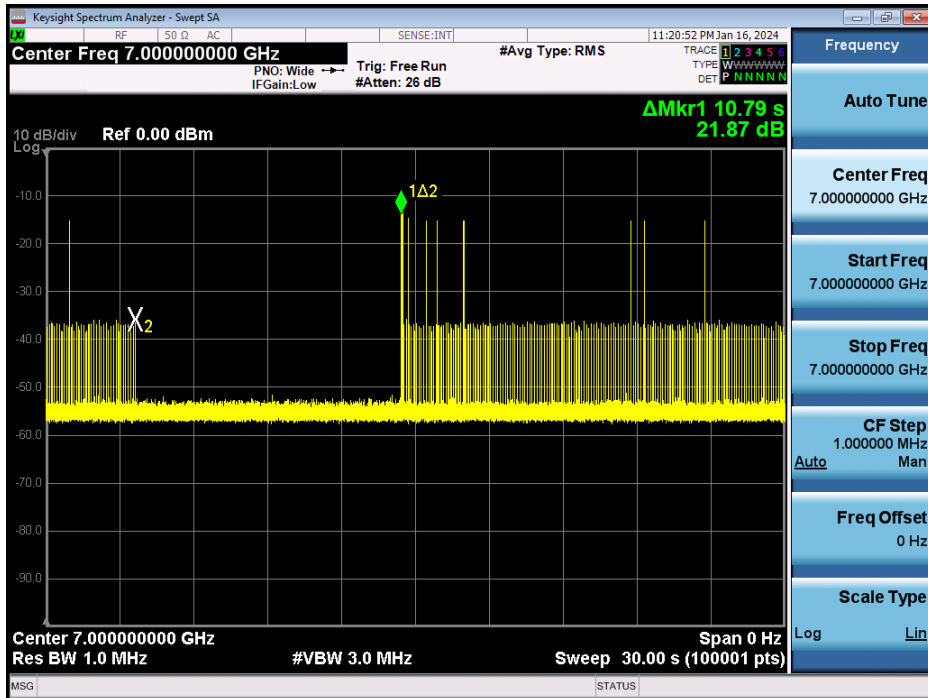 Keysight Spectrum Analyzer - Swept SA
LXI RF 50 Ω AC SENSE:INT 11:20:52 PM Jan 16, 2024
Center Freq 7.000000000 GHz
PNO: Wide
IFGain:Low
Trig: Free Run
#Atten: 26 dB
#Avg Type: RMS
TRACE 1 2 3 4 5 6
TYPE WWWWWW
DET P N N N N N
ΔMkr1 10.79 s
21.87 dB
10 dB/div Ref 0.00 dBm
Log
1Δ2
-10.0
-20.0
-30.0
X2
-40.0
-50.0
-60.0
-70.0
-80.0
-90.0
Center 7.000000000 GHz Span 0 Hz
Res BW 1.0 MHz #VBW 3.0 MHz Sweep 30.00 s (100001 pts)
MSG STATUS
Frequency
Auto Tune
Center Freq
7.000000000 GHz
Start Freq
7.000000000 GHz
Stop Freq
7.000000000 GHz
CF Step
1.000000 MHz
Auto Man
Freq Offset
0 Hz
Scale Type
Log Lin